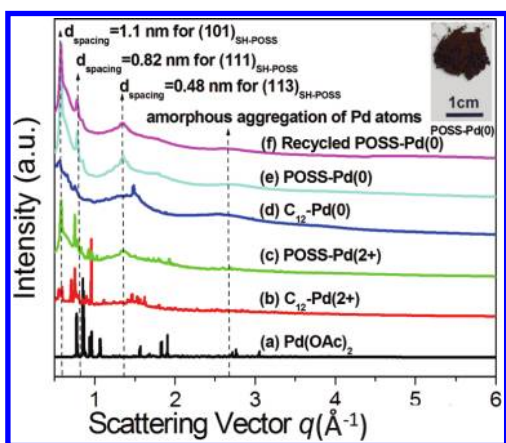 d spacing =1.1 nm for (101) SH-POSS
d spacing =0.82 nm for (111) SH-POSS
d spacing =0.48 nm for (113) SH-POSS
amorphous aggregation of Pd atoms
1cm
POSS-Pd(0)
(f) Recycled POSS-Pd(0)
(e) POSS-Pd(0)
(d) C12-Pd(0)
(c) POSS-Pd(2+)
(b) C12-Pd(2+)
(a) Pd(OAc)2
Intensity (a.u.)
1 2 3 4 5 6
Scattering Vector q(Å-1)